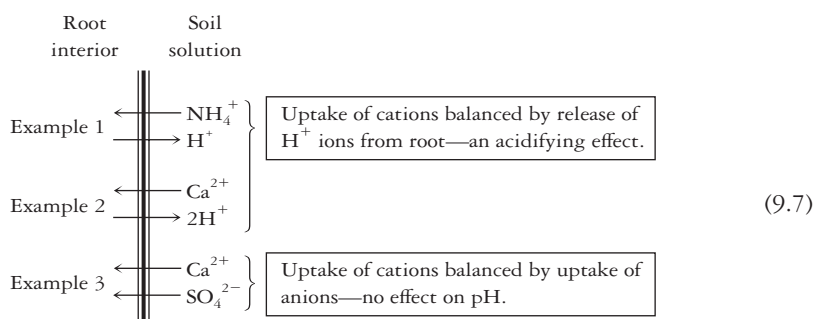 Root interior
Soil solution
Example 1
NH₄⁺
H⁺
Uptake of cations balanced by release of
H⁺ ions from root—an acidifying effect.
Example 2
Ca²⁺
2H⁺
(9.7)
Example 3
Ca²⁺
SO₄²⁻
Uptake of cations balanced by uptake of
anions—no effect on pH.